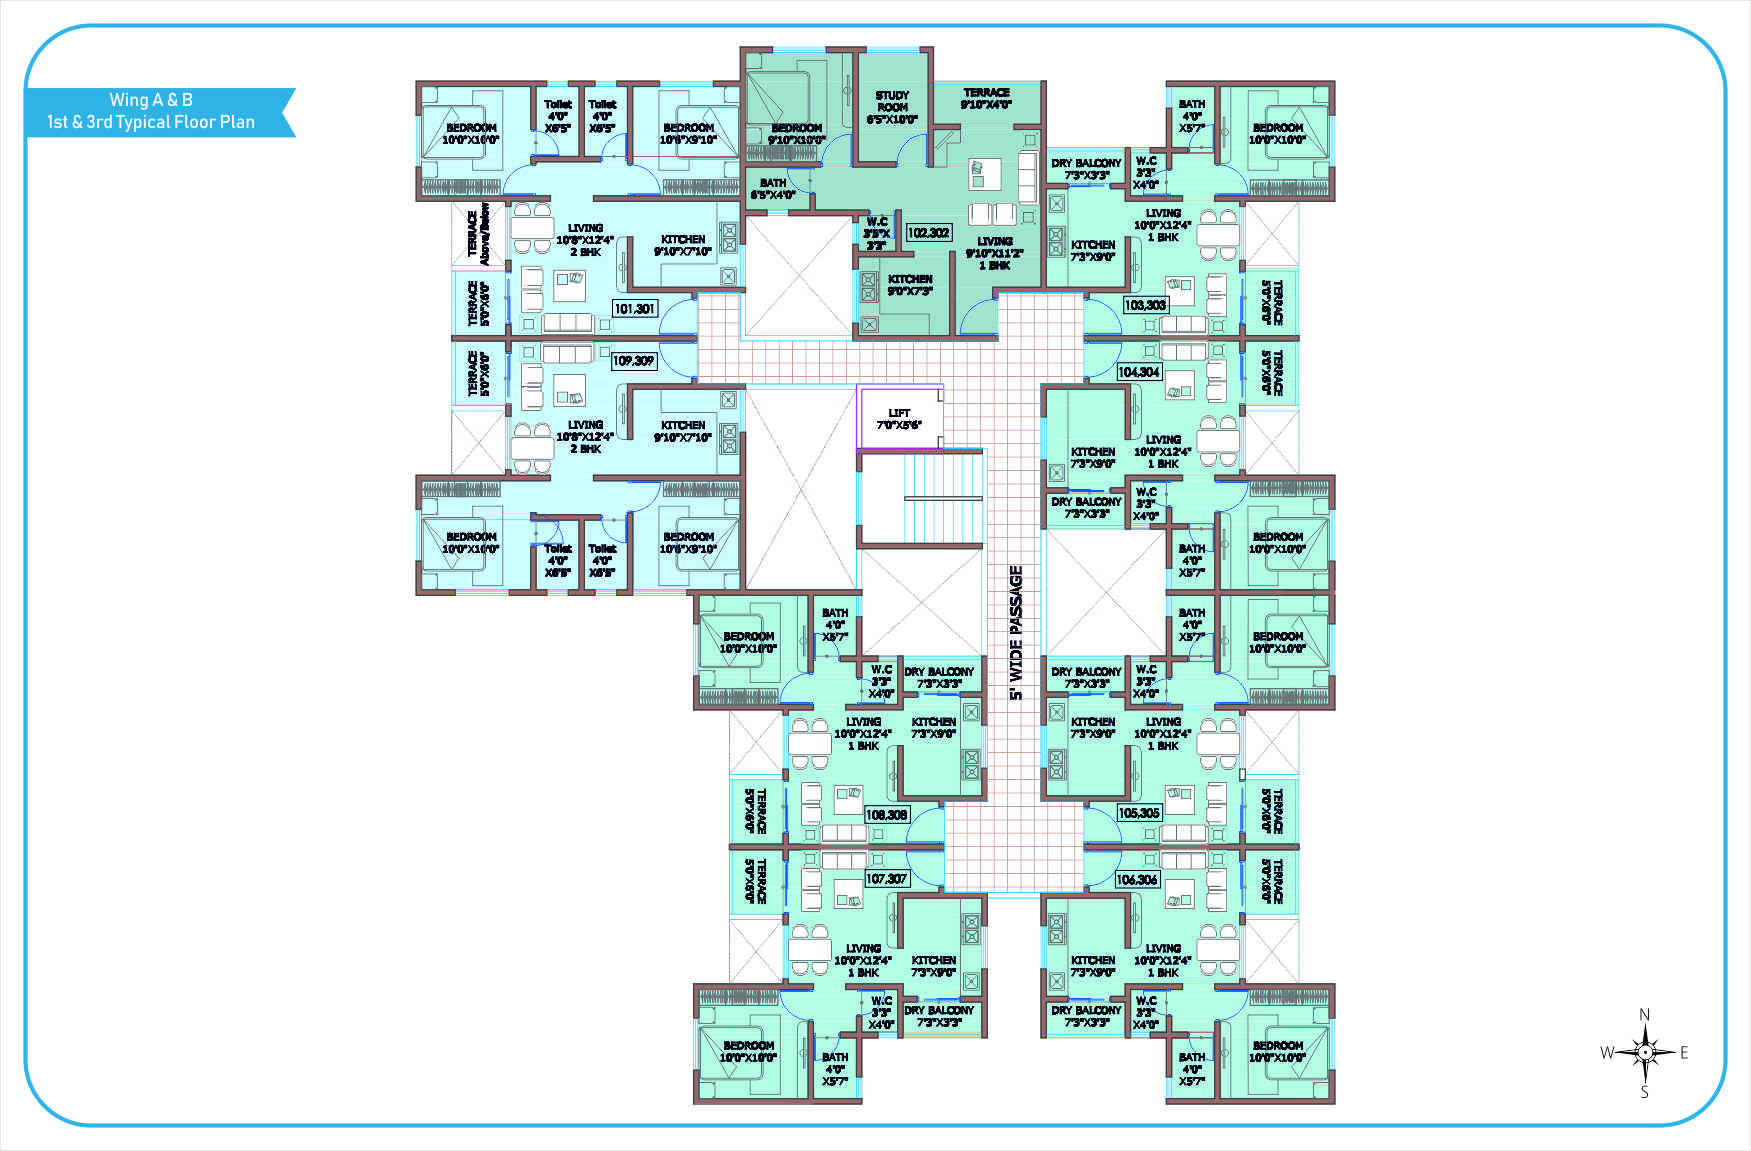 Wing A & B
1st & 3rd Typical Floor Plan
BEDROOM
10'0"X10'0"
Toilet
4'0"
X6'5"
Toilet
4'0"
X6'5"
BEDROOM
10'6"X9'10"
BEDROOM
9'10"X10'0"
STUDY
ROOM
6'5"X10'0"
TERRACE
9'10"X4'0"
BATH
4'0"
X5'7"
BEDROOM
10'0"X10'0"
DRY BALCONY
7'3"X3'3"
W.C
3'3"
X4'0"
BATH
6'5"X4'0"
TERRACE
Above/Below
LIVING
10'8"X12'4"
2 BHK
KITCHEN
9'10"X7'10"
W.C
3'5"X
3'3"
102,302
LIVING
9'10"X11'2"
1 BHK
KITCHEN
7'3"X9'0"
LIVING
10'0"X12'4"
1 BHK
KITCHEN
9'0"X7'3"
TERRACE
5'0"X6'0"
101,301
103,303
TERRACE
5'0"X6'0"
TERRACE
5'0"X6'0"
109,309
104,304
TERRACE
5'0"X6'0"
LIFT
7'0"X5'6"
LIVING
10'8"X12'4"
2 BHK
KITCHEN
9'10"X7'10"
KITCHEN
7'3"X9'0"
LIVING
10'0"X12'4"
1 BHK
DRY BALCONY
7'3"X3'3"
W.C
3'3"
X4'0"
BEDROOM
10'0"X10'0"
Toilet
4'0"
X6'5"
Toilet
4'0"
X6'5"
BEDROOM
10'6"X9'10"
BATH
4'0"
X5'7"
BEDROOM
10'0"X10'0"
5' WIDE PASSAGE
BEDROOM
10'0"X10'0"
BATH
4'0"
X5'7"
W.C
3'3"
X4'0"
DRY BALCONY
7'3"X3'3"
DRY BALCONY
7'3"X3'3"
W.C
3'3"
X4'0"
BATH
4'0"
X5'7"
BEDROOM
10'0"X10'0"
LIVING
10'0"X12'4"
1 BHK
KITCHEN
7'3"X9'0"
KITCHEN
7'3"X9'0"
LIVING
10'0"X12'4"
1 BHK
TERRACE
5'0"X6'0"
108,308
105,305
TERRACE
5'0"X6'0"
TERRACE
5'0"X6'0"
107,307
106,306
TERRACE
5'0"X6'0"
LIVING
10'0"X12'4"
1 BHK
KITCHEN
7'3"X9'0"
KITCHEN
7'3"X9'0"
LIVING
10'0"X12'4"
1 BHK
W.C
3'3"
X4'0"
DRY BALCONY
7'3"X3'3"
DRY BALCONY
7'3"X3'3"
W.C
3'3"
X4'0"
BEDROOM
10'0"X10'0"
BATH
4'0"
X5'7"
BATH
4'0"
X5'7"
BEDROOM
10'0"X10'0"
N
W
E
S